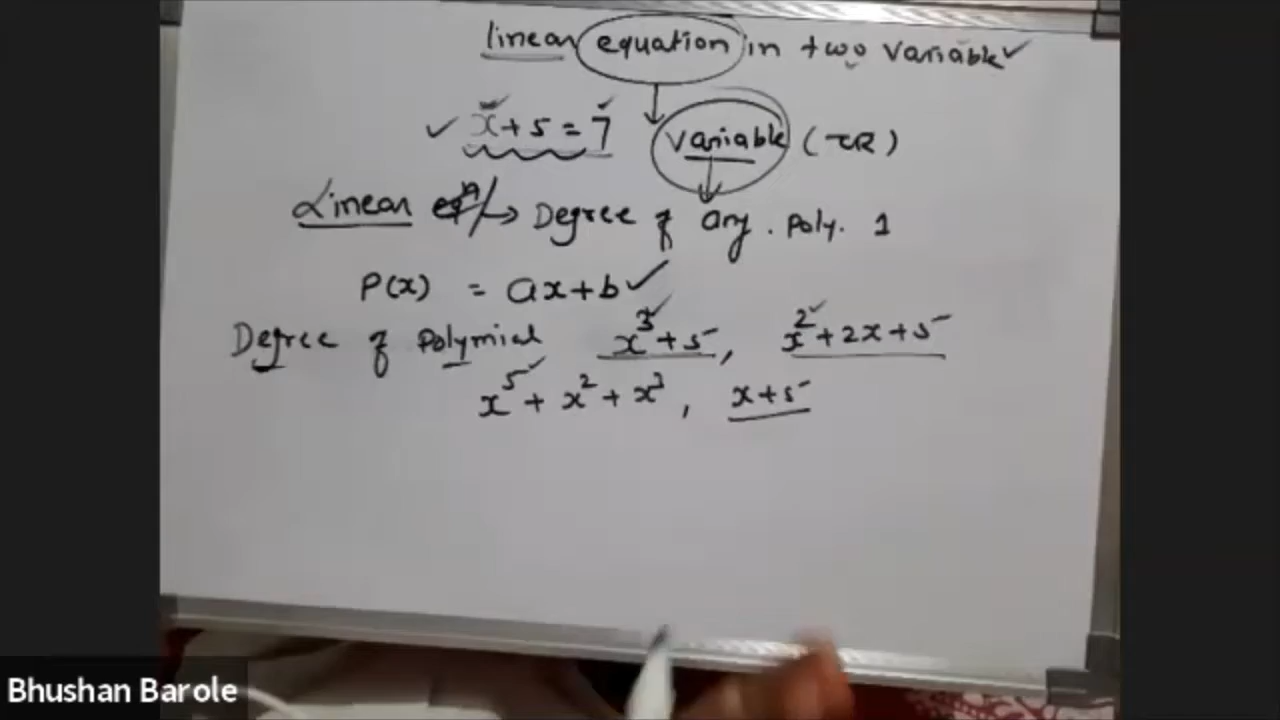 linear equation in two variable ✓
✓ x + 5 = 7 variable (
Linear eqn → Degree of any . Poly. 1
P(x) = ax+b ✓
Degree of Polymial x³ + 5 , x² + 2x + 5
x⁵ + x² + x³ , x+5
Bhushan Barole